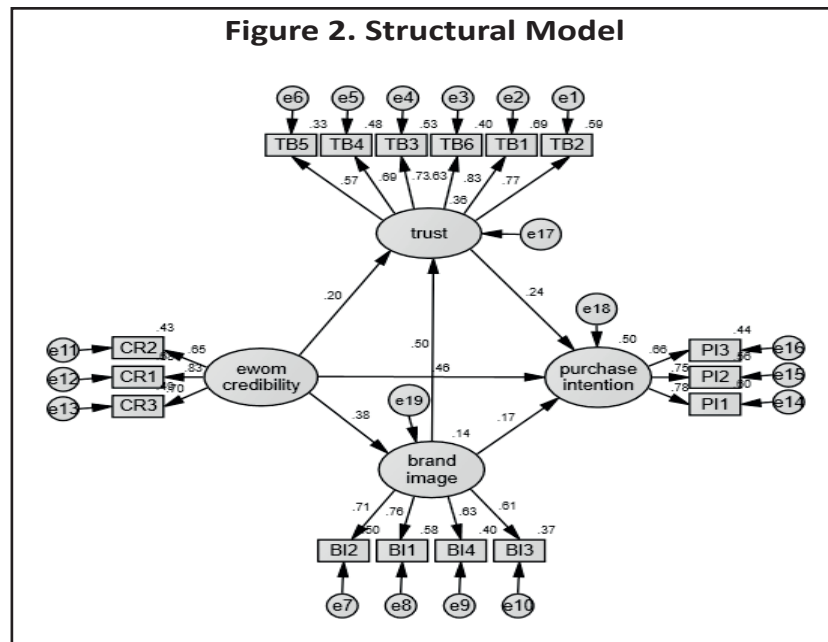 Figure 2. Structural Model
e6 e5 e4 e3 e2 e1
.33 .48 .53 .40 .69 .59
TB5 TB4 TB3 TB6 TB1 TB2
.57 .69 .73 .63 .83 .77
.36
trust
e17
.20
.24
e18
.50
.43
.44
e11 CR2 .65
.66 PI3 e16
.50
.46
e12 CR1 .83
ewom
credibility
purchase
intention
.75 PI2 e15
.60
e13 CR3 .70
.78 PI1 e14
.38
e19
.17
.14
brand
image
.71 .76 .63 .61
.50 .58 .40 .37
BI2 BI1 BI4 BI3
e7 e8 e9 e10